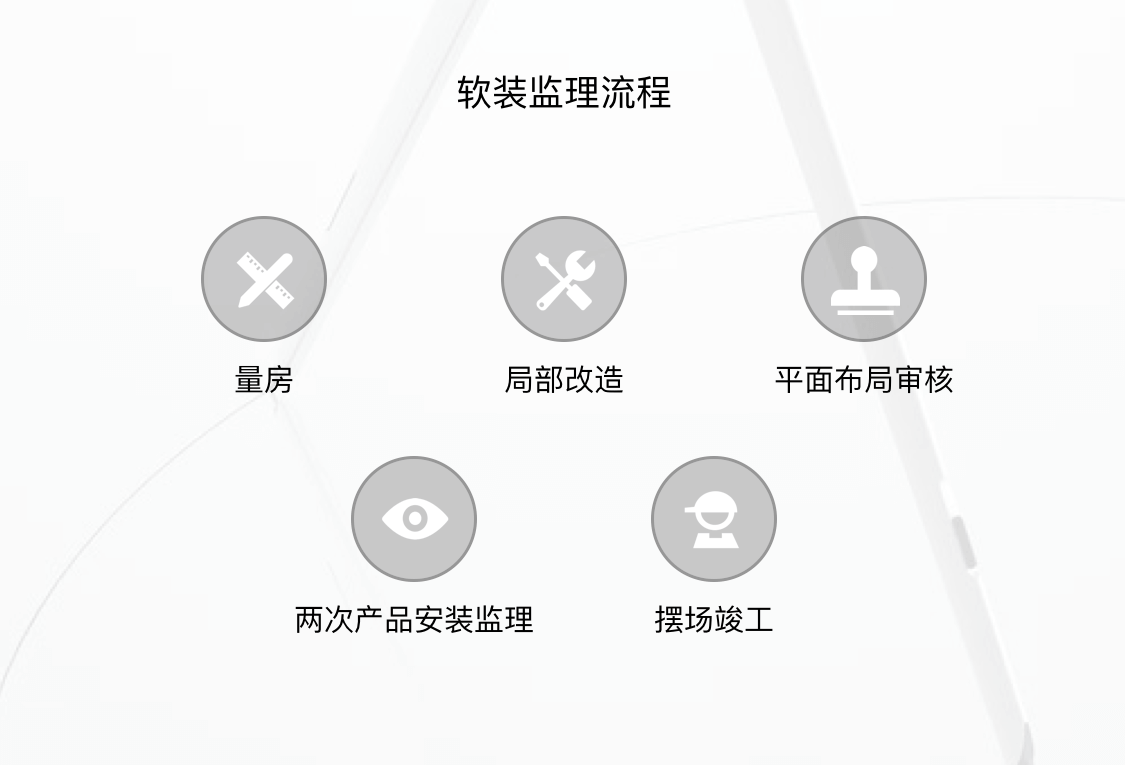 软装监理流程
量房
局部改造
平面布局审核
两次产品安装监理
摆场竣工